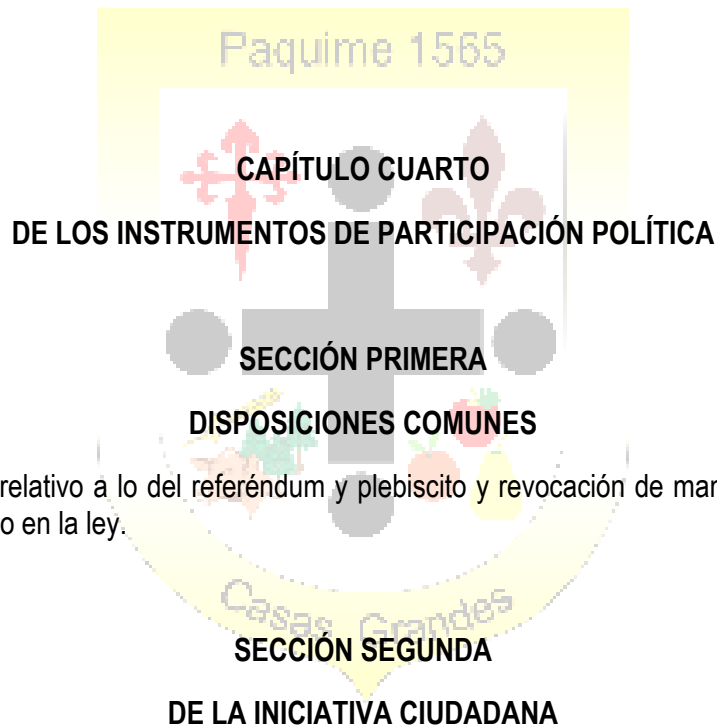 Paquime 1565
CAPÍTULO CUARTO
DE LOS INSTRUMENTOS DE PARTICIPACIÓN POLÍTICA
SECCIÓN PRIMERA
DISPOSICIONES COMUNES
relativo a lo del referéndum y plebiscito y revocación de
o en la ley.
Casas Grandes
SECCIÓN SEGUNDA
DE LA INICIATIVA CIUDADANA